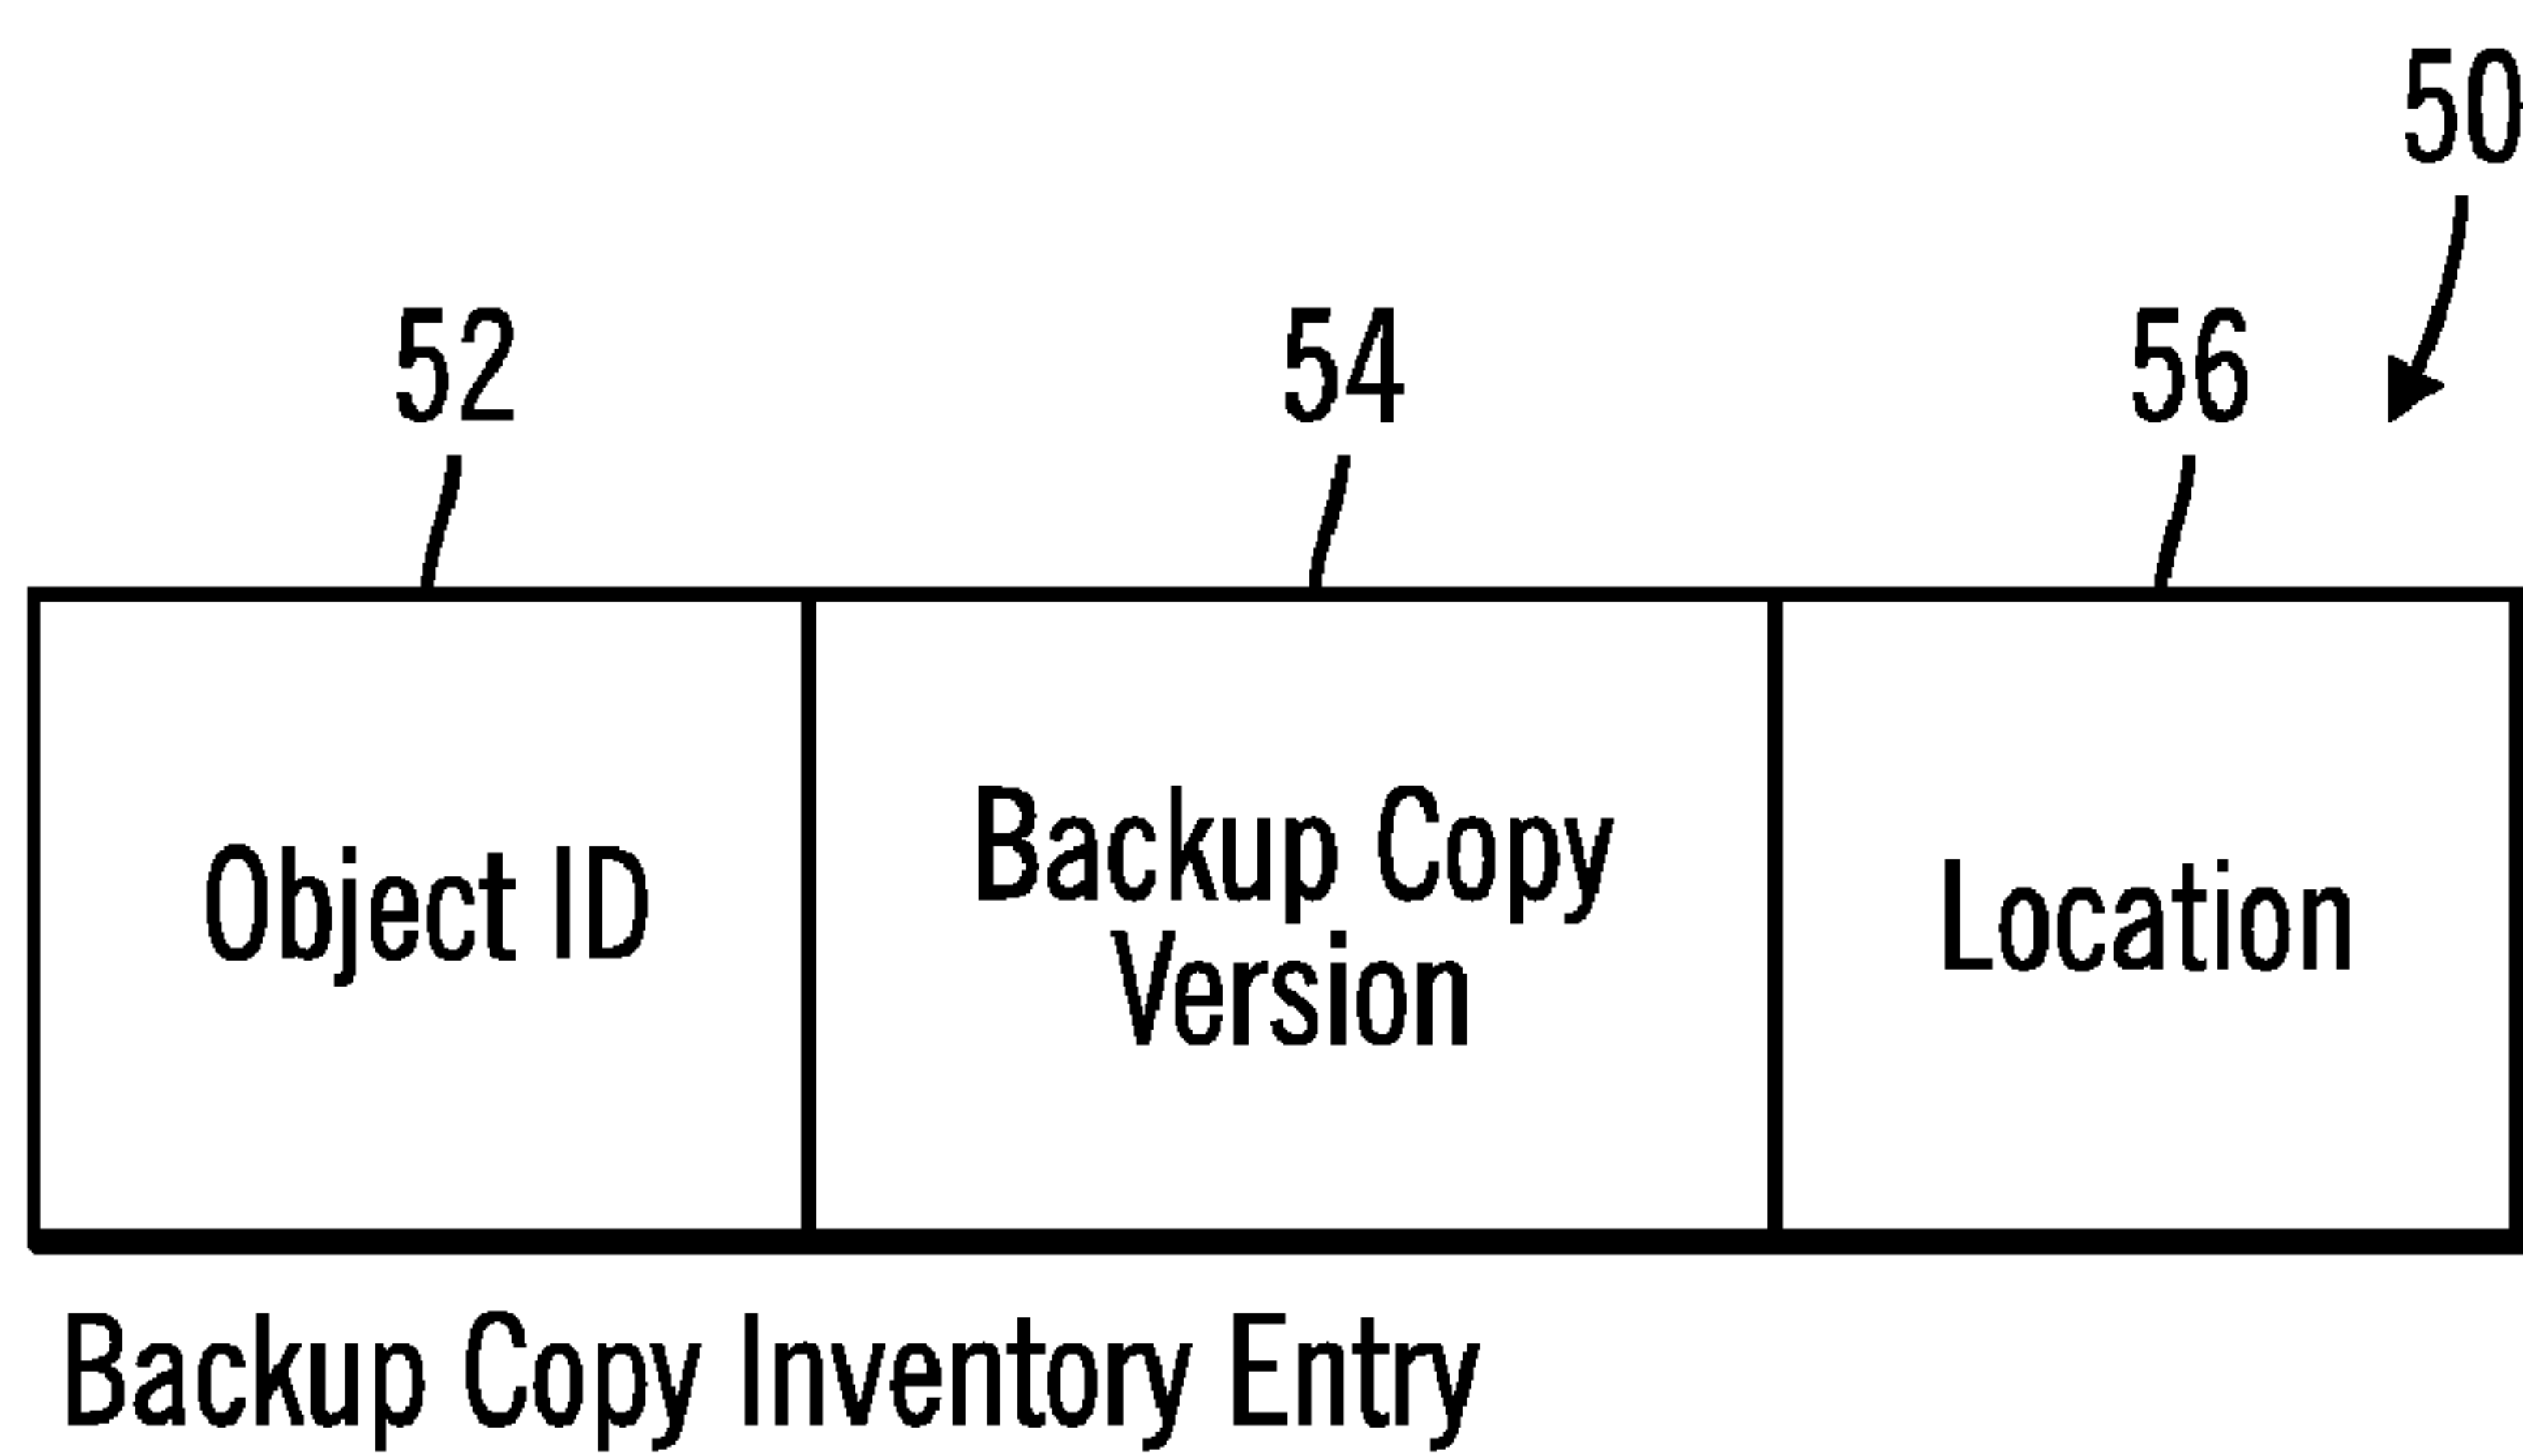 50
52
54
56
Object ID
Backup Copy
Version
Location
Backup Copy Inventory Entry